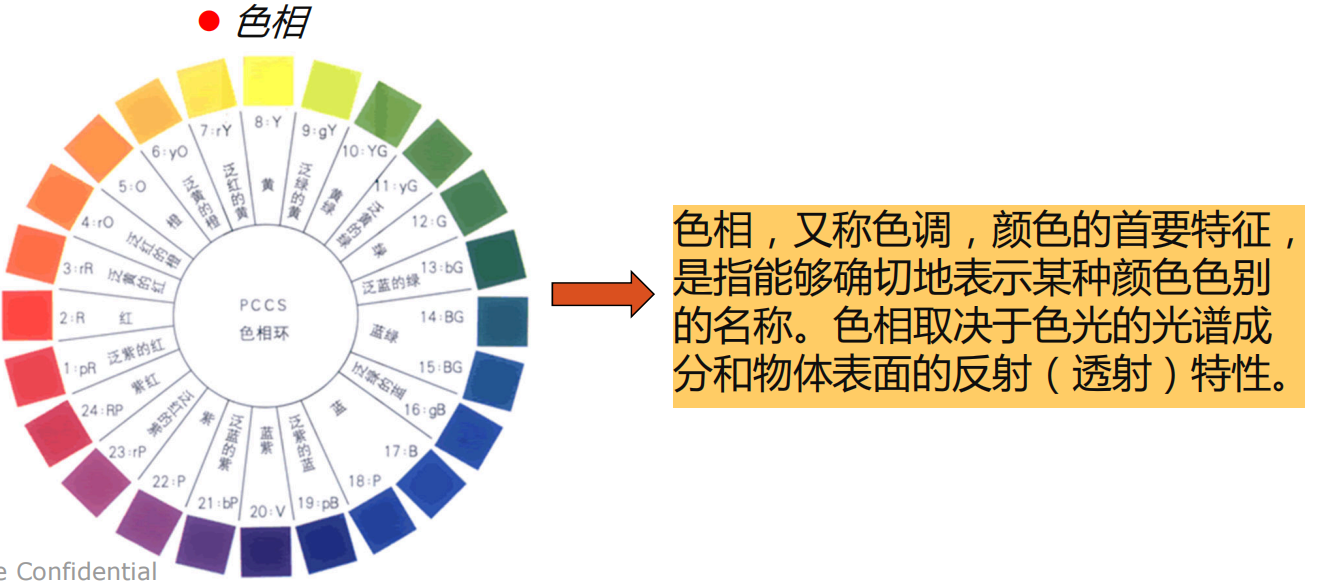 色相
8:Y
黄
9:gY
泛绿的黄
10:YG
黄绿
11:yG
泛黄的绿
12:G
绿
13:bG
泛蓝的绿
14:BG
蓝绿
15:BG
泛绿的蓝
16:gB
蓝
17:B
18:P
19:pB
泛紫的蓝
20:V
蓝紫
21:bP
泛蓝的紫
22:P
紫
23:rP
泛红的紫
24:RP
紫红
1:pR
泛紫的红
2:R
红
3:rR
泛黄的红
4:rO
泛红的橙
5:O
橙
6:yO
泛黄的橙
7:rY
泛红的黄
PCCS
色相环
色相，又称色调，颜色的首要特征，
是指能够确切地表示某种颜色色别
的名称。色相取决于色光的光谱成
分和物体表面的反射（透射）特性。
e Confidential